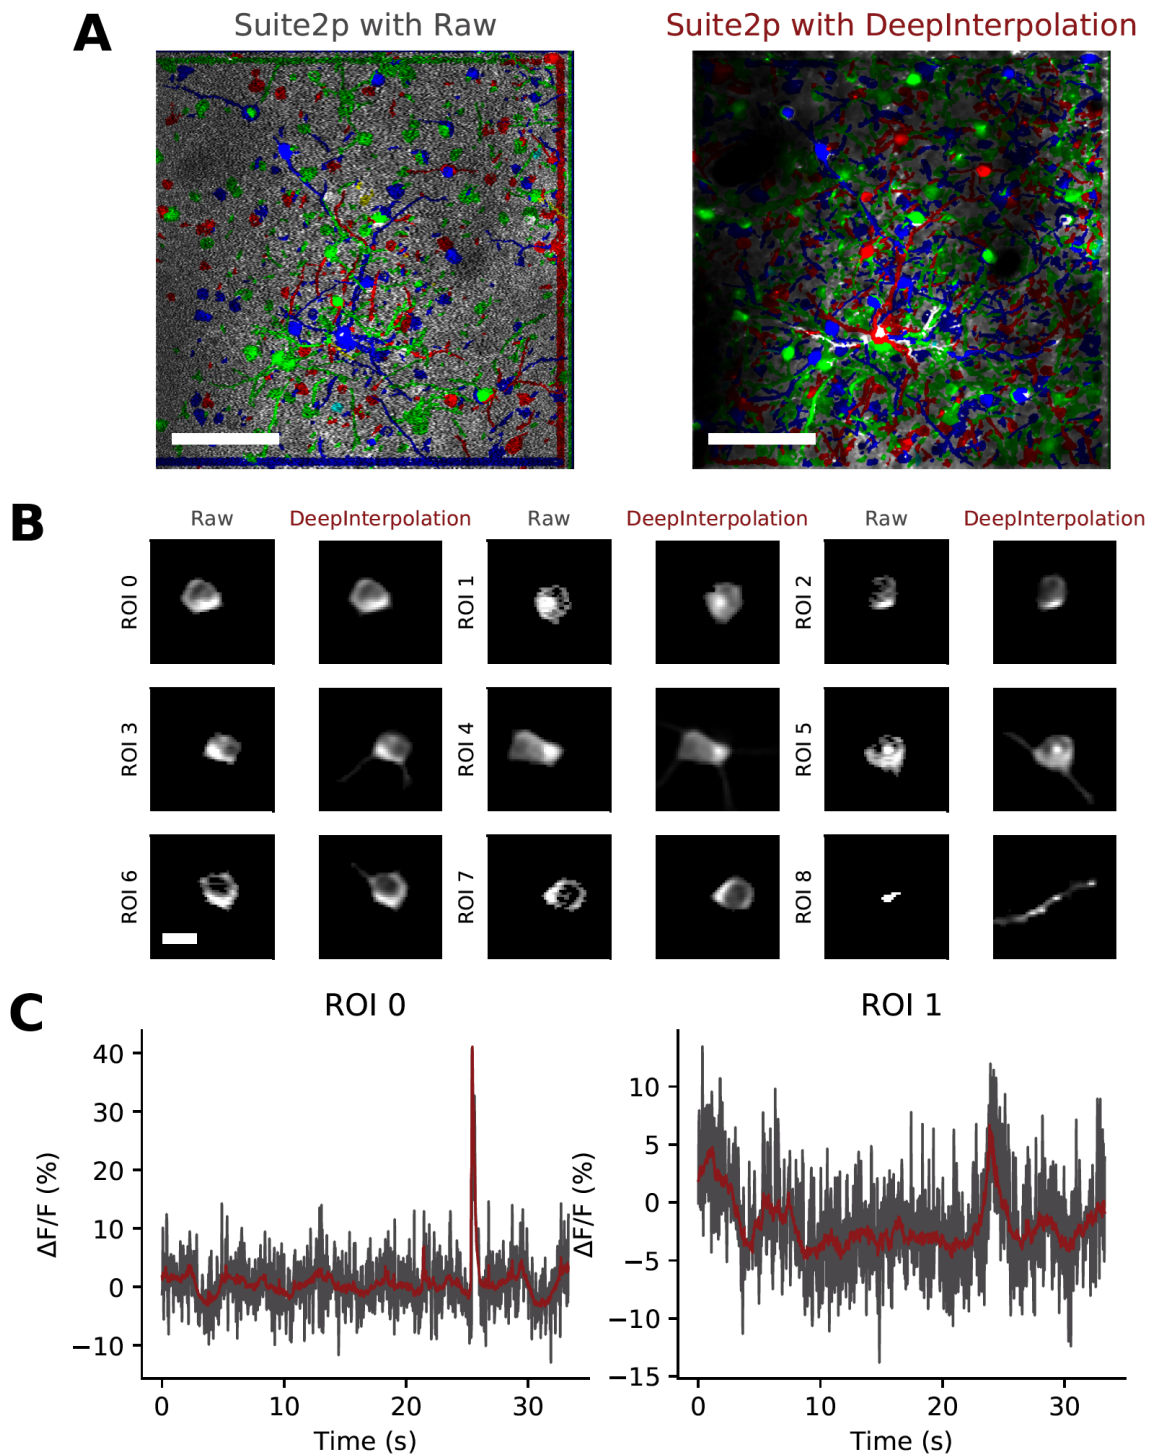 A
Suite2p with Raw
Suite2p with DeepInterpolation
B
Raw
DeepInterpolation
Raw
DeepInterpolation
Raw
DeepInterpolation
ROI 0
ROI 1
ROI 2
ROI 3
ROI 4
ROI 5
ROI 6
ROI 7
ROI 8
C
ROI 0
ΔF/F (%)
40
30
20
10
0
−10
0
10
20
30
Time (s)
ROI 1
ΔF/F (%)
10
5
0
−5
−10
−15
0
10
20
30
Time (s)